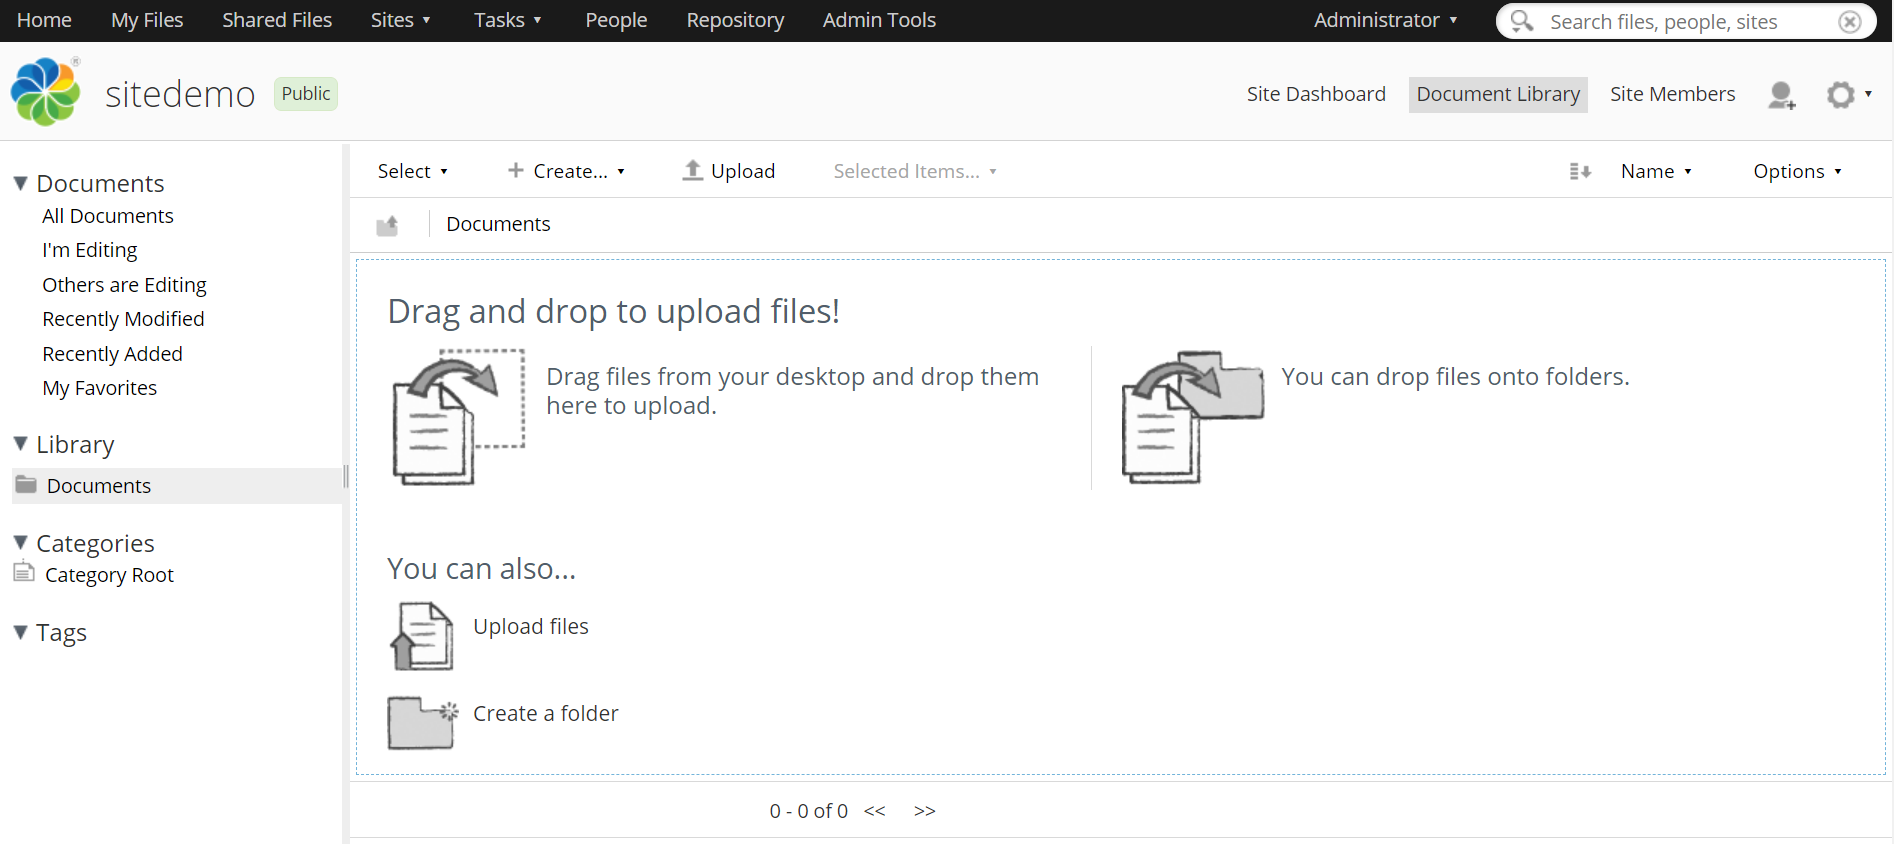 Home My Files Shared Files Sites Tasks People Repository Admin Tools Administrator Search files, people, sites
sitedemo Public Site Dashboard Document Library Site Members
Select Create... Upload Selected Items... Name Options
Documents
Documents
All Documents
I'm Editing
Others are Editing
Recently Modified
Recently Added
My Favorites
Library
Documents
Categories
Category Root
Tags
Drag and drop to upload files!
Drag files from your desktop and drop them
here to upload.
You can drop files onto folders.
You can also...
Upload files
Create a folder
0 - 0 of 0 << >>